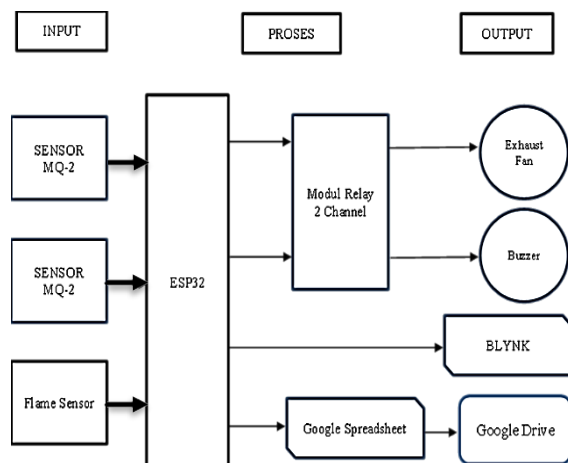 INPUT
PROSES
OUTPUT
SENSOR
MQ-2
SENSOR
MQ-2
Flame Sensor
ESP32
Modul Relay
2 Channel
Exhaust
Fan
Buzzer
BLYNK
Google Spreadsheet
Google Drive